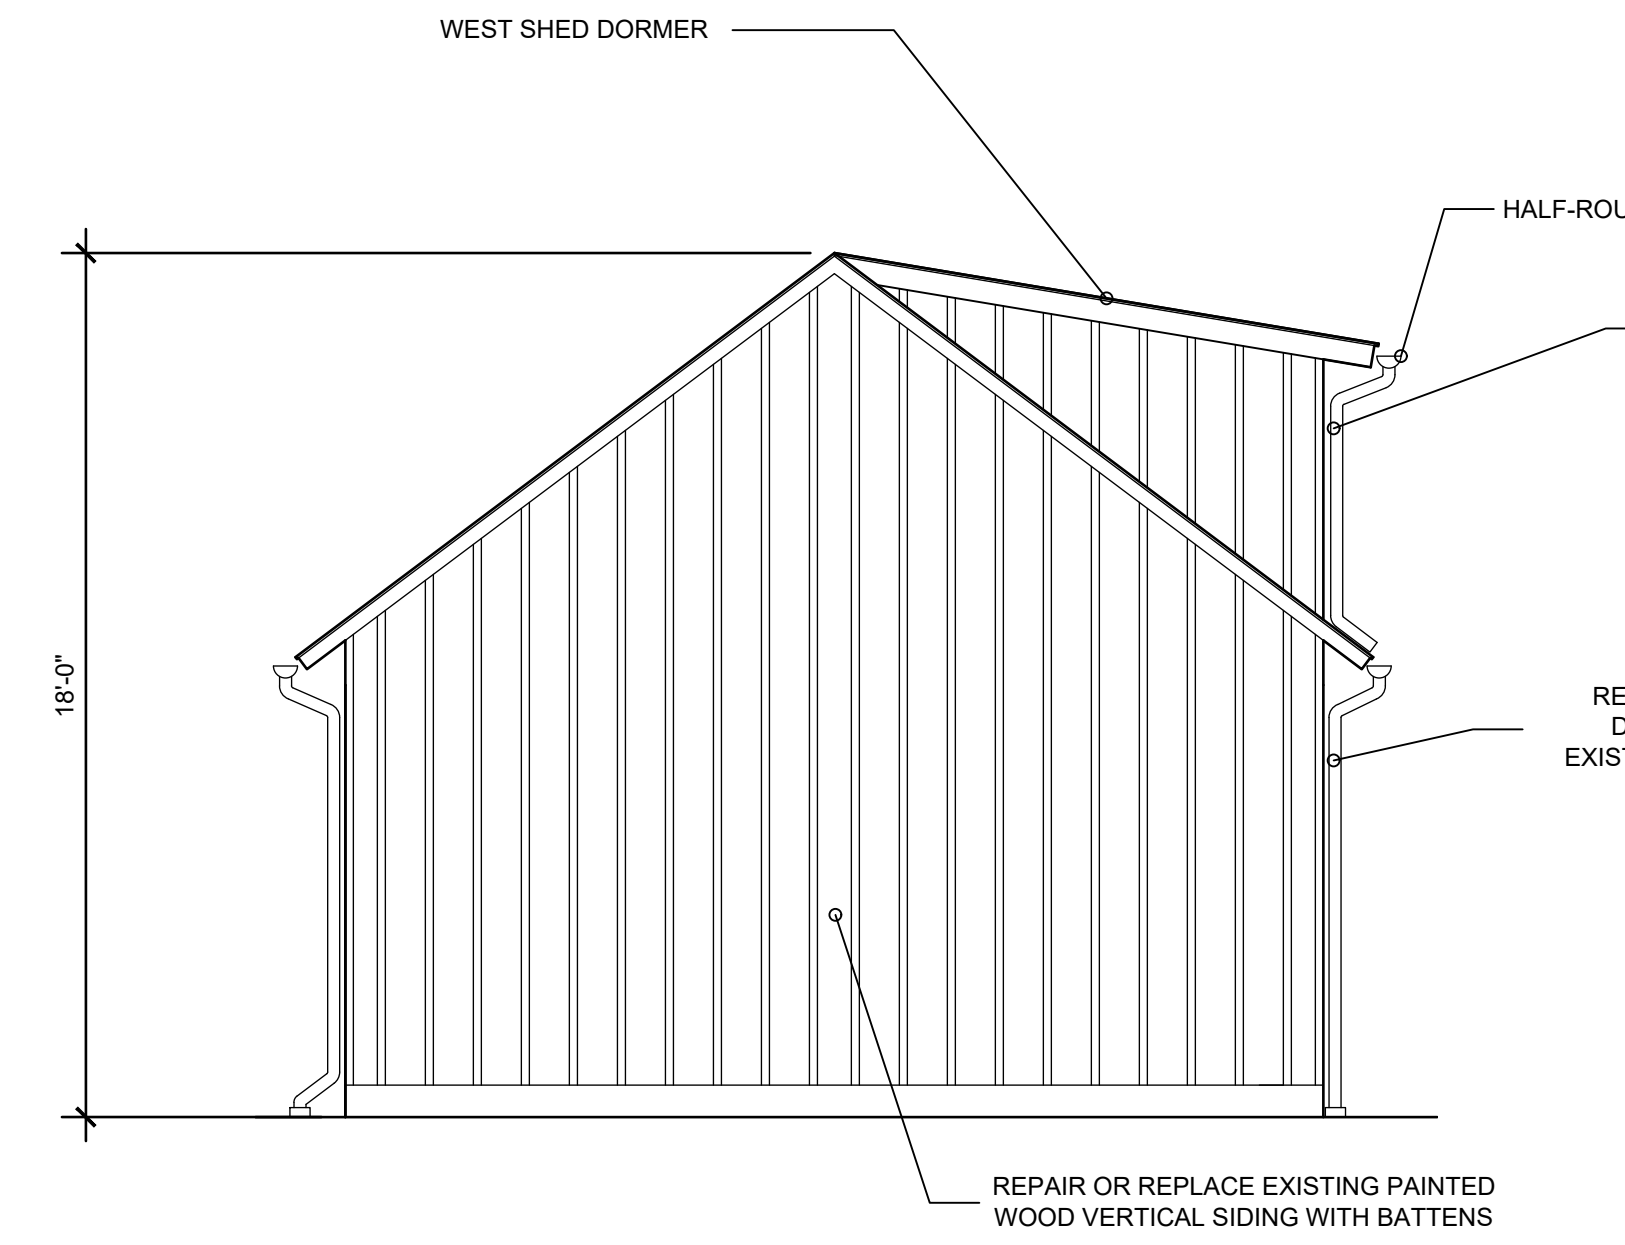 WEST SHED DORMER
18'-0"
REPAIR OR REPLACE EXISTING PAINTED
WOOD VERTICAL SIDING WITH BATTENS